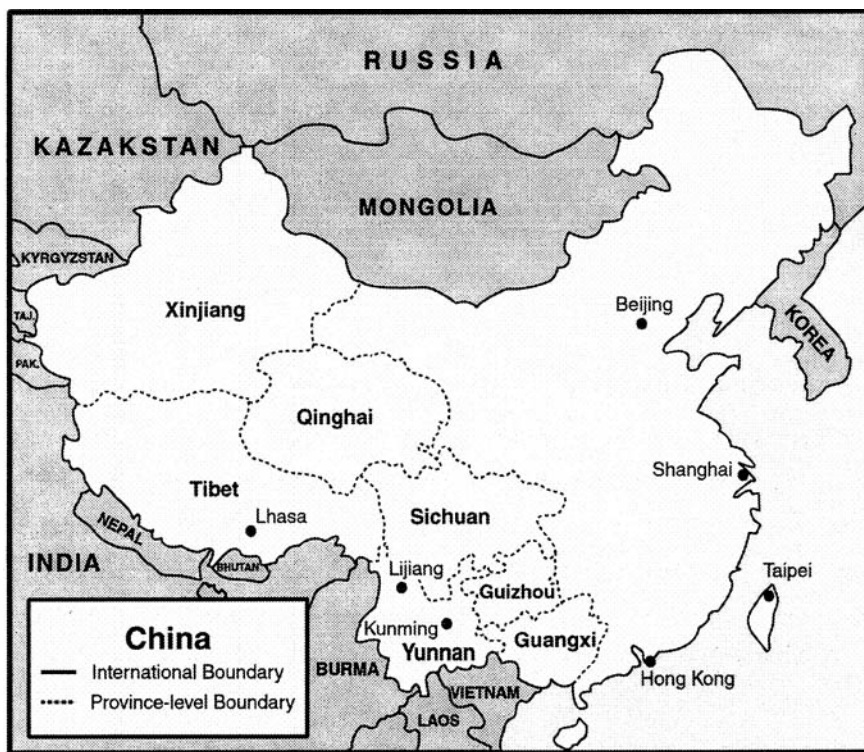 RUSSIA
KAZAKSTAN
MONGOLIA
KYRGYZSTAN
TAJ.
PAK.
Xinjiang
Beijing
KOREA
Qinghai
Shanghai
Tibet
Lhasa
Sichuan
NEPAL
INDIA
BHUTAN
Lijiang
Guizhou
Taipei
Kunming
Yunnan
Guangxi
BURMA
VIETNAM
LAOS
Hong Kong
China
International Boundary
Province-level Boundary